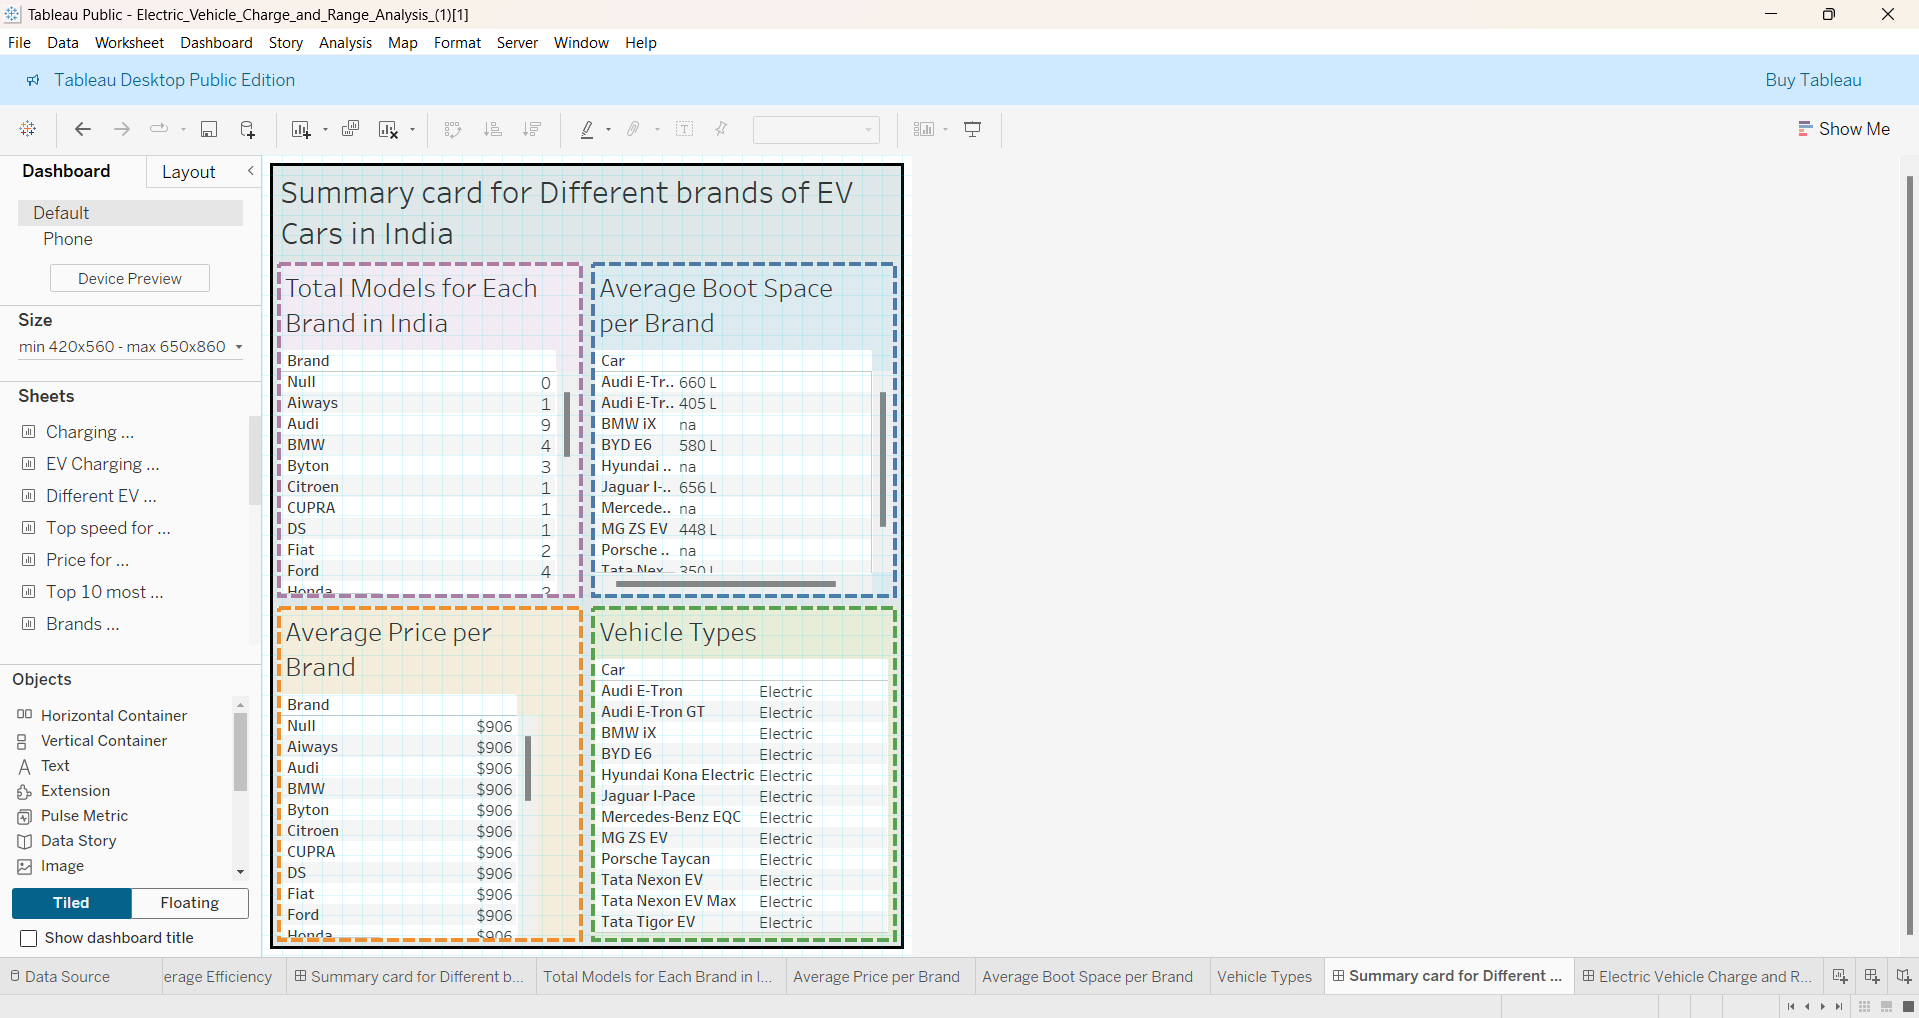 Tableau Public - Electric_Vehicle_Charge_and_Range_Analysis_(1)[1]
File Data Worksheet Dashboard Story Analysis Map Format Server Window Help
Tableau Desktop Public Edition
Buy Tableau
Show Me
Dashboard Layout
Default
Phone
Device Preview
Size
min 420x560 - max 650x860
Sheets
Charging ...
EV Charging ...
Different EV ...
Top speed for ...
Price for ...
Top 10 most ...
Brands ...
Objects
Horizontal Container
Vertical Container
Text
Extension
Pulse Metric
Data Story
Image
Tiled Floating
Show dashboard title
Summary card for Different brands of EV
Cars in India
Total Models for Each
Brand in India
Brand
Null 0
Aiways 1
Audi 9
BMW 4
Byton 3
Citroen 1
CUPRA 1
DS 1
Fiat 2
Ford 4
Honda 2
Average Boot Space
per Brand
Car
Audi E-Tr.. 660 L
Audi E-Tr.. 405 L
BMW iX na
BYD E6 580 L
Hyundai .. na
Jaguar I-.. 656 L
Mercede.. na
MG ZS EV 448 L
Porsche .. na
Tata Nex.. 350 L
Average Price per
Brand
Brand
Null $906
Aiways $906
Audi $906
BMW $906
Byton $906
Citroen $906
CUPRA $906
DS $906
Fiat $906
Ford $906
Honda $906
Vehicle Types
Car
Audi E-Tron Electric
Audi E-Tron GT Electric
BMW iX Electric
BYD E6 Electric
Hyundai Kona Electric Electric
Jaguar I-Pace Electric
Mercedes-Benz EQC Electric
MG ZS EV Electric
Porsche Taycan Electric
Tata Nexon EV Electric
Tata Nexon EV Max Electric
Tata Tigor EV Electric
Data Source erage Efficiency Summary card for Different b... Total Models for Each Brand in I... Average Price per Brand Average Boot Space per Brand Vehicle Types Summary card for Different ... Electric Vehicle Charge and R...